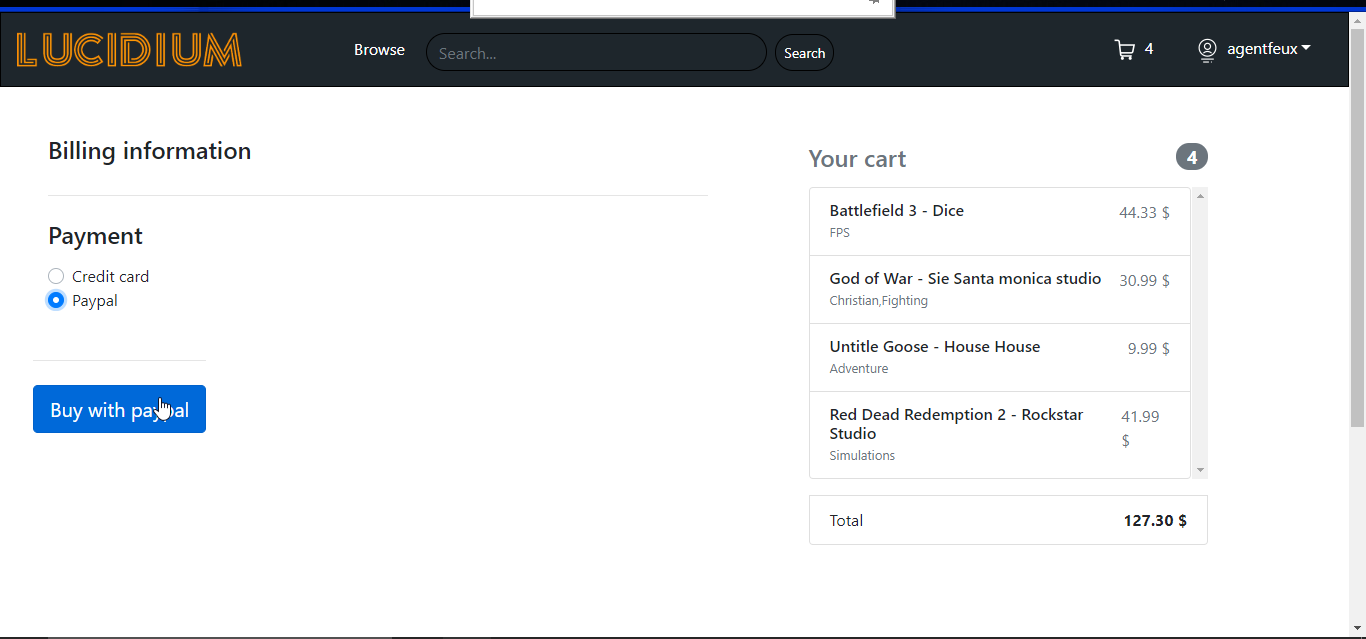 LUCIDIUM
Browse
Search...
Search
4
agentfeux
Billing information
Payment
Credit card
Paypal
Buy with paypal
Your cart
4
Battlefield 3 - Dice
44.33 $
FPS
God of War - Sie Santa monica studio
30.99 $
Christian,Fighting
Untitle Goose - House House
9.99 $
Adventure
Red Dead Redemption 2 - Rockstar
Studio
41.99
$
Simulations
Total
127.30 $